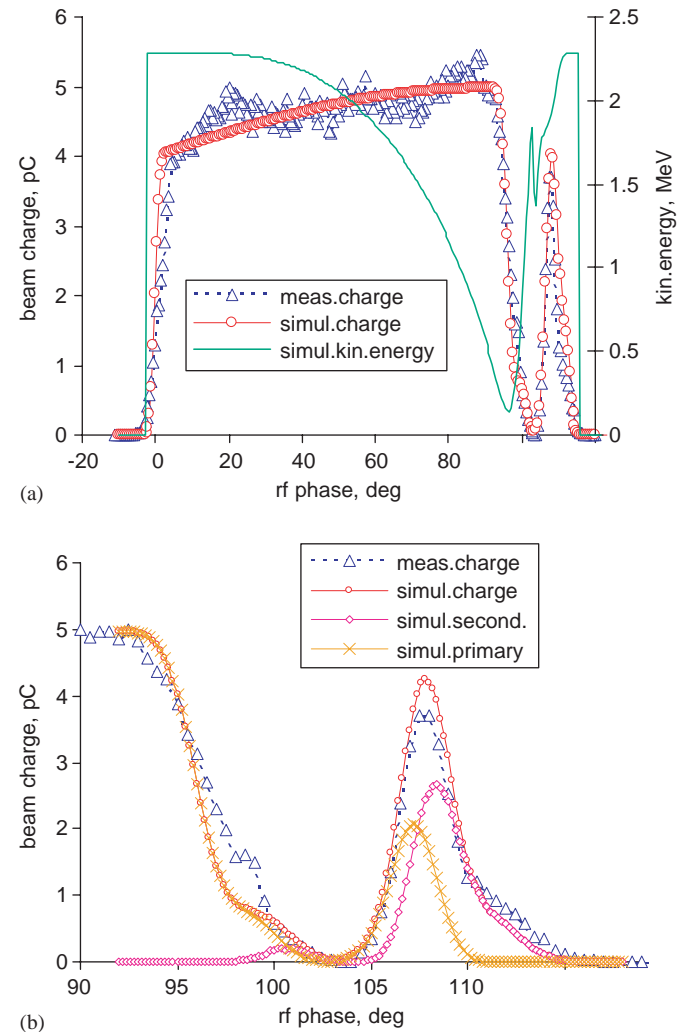 6
5
4
3
2
1
0
beam charge, pC
2.5
2
1.5
1
0.5
0
kin.energy, MeV
meas.charge
simul.charge
simul.kin.energy
-20 0 20 40 60 80
rf phase, deg
(a)
6
5
4
3
2
1
0
beam charge, pC
meas.charge
simul.charge
simul.second.
simul.primary
90 95 100 105 110
rf phase, deg
(b)